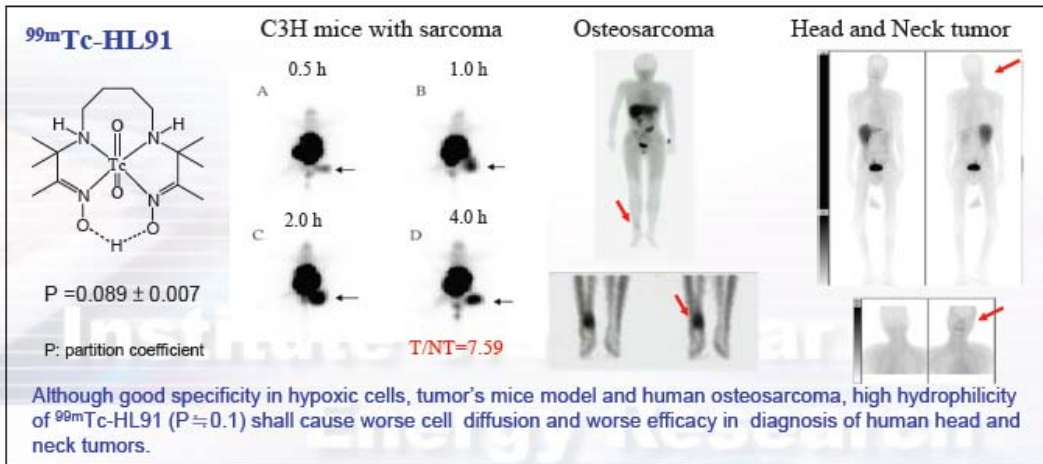 99mTc-HL91
C3H mice with sarcoma
Osteosarcoma
Head and Neck tumor
0.5 h
1.0 h
A
B
2.0 h
4.0 h
C
D
H
N
O
N
H
Tc
O
N
N
O
H
O
P =0.089 ± 0.007
P: partition coefficient
T/NT=7.59
Although good specificity in hypoxic cells, tumor’s mice model and human osteosarcoma, high hydrophilicity
of 99mTc-HL91 (P≒0.1) shall cause worse cell diffusion and worse efficacy in diagnosis of human head and
neck tumors.
Energy Research